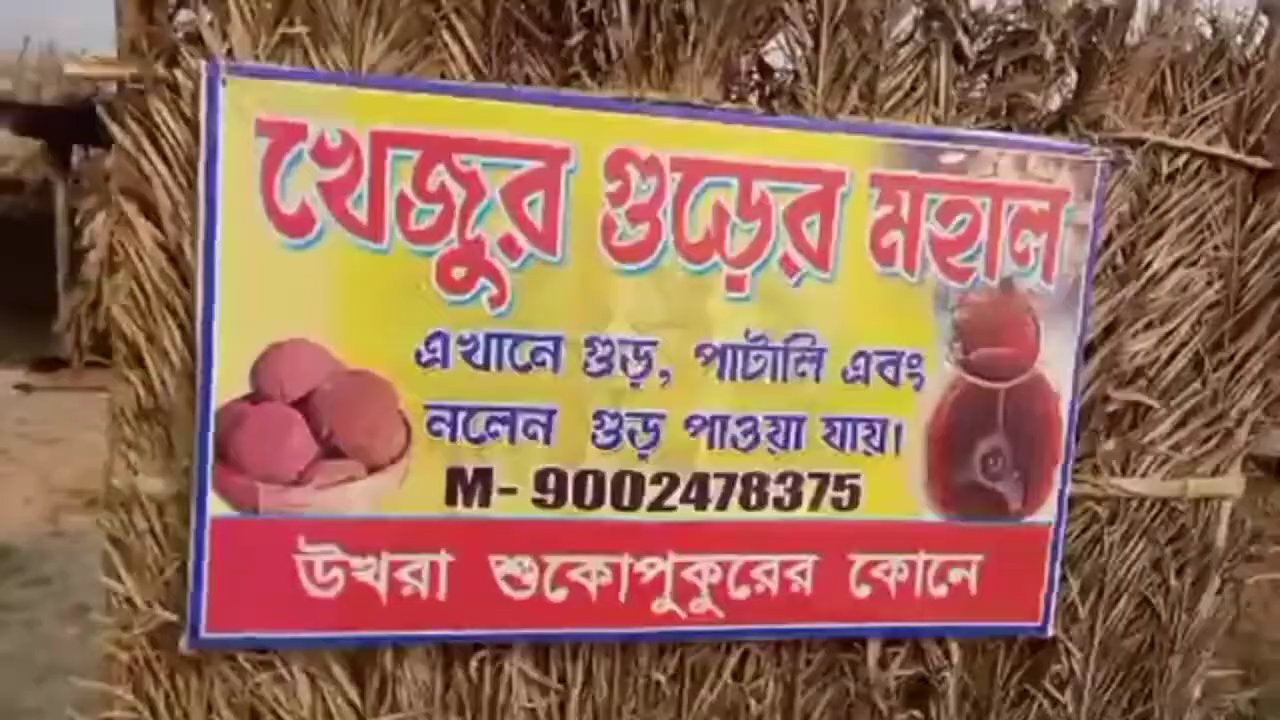 খেজুর গুড়ের মহাল
এখানে গুড়, পাটালি এবং
নলেন গুড় পাওয়া যায়।
M- 9002478375
উখরা শুকোপুকুরের কোনে